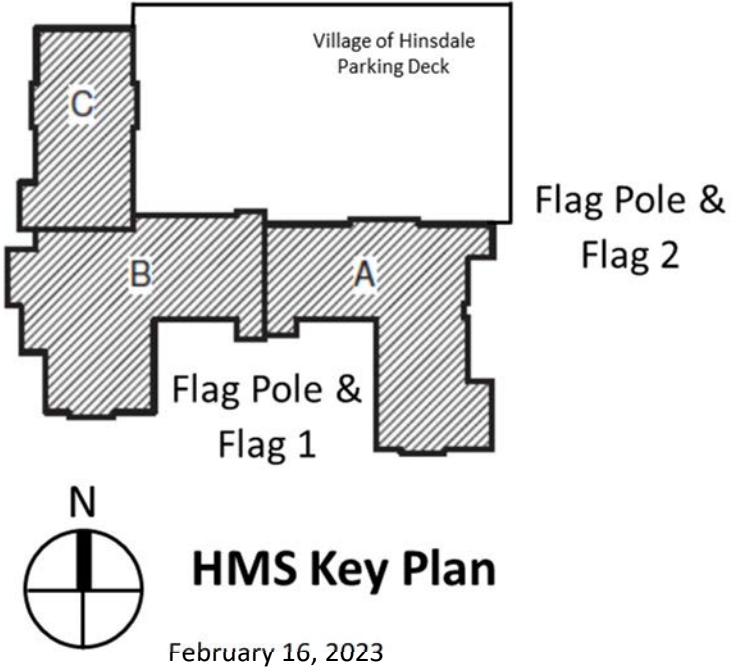 Village of Hinsdale
Parking Deck
C
Flag Pole &
Flag 2
B
A
Flag Pole &
Flag 1
N
HMS Key Plan
February 16, 2023